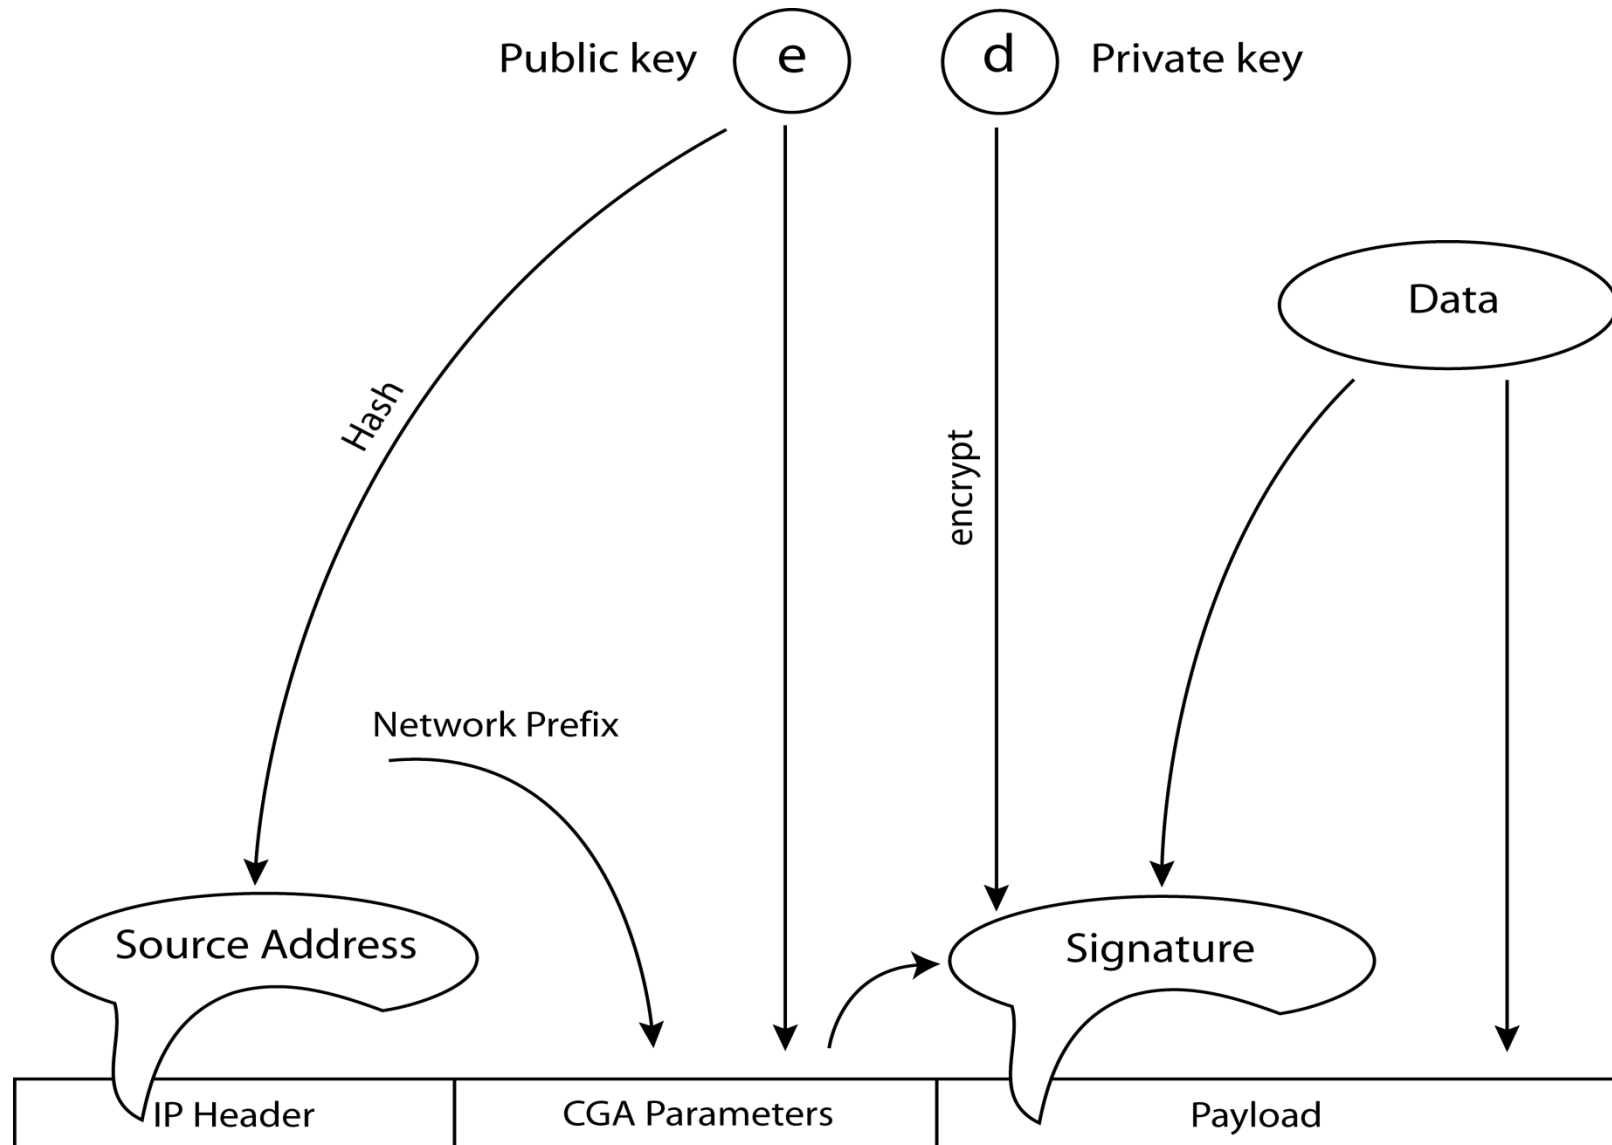 Public key
e
d
Private key
Data
Hash
encrypt
Network Prefix
Source Address
Signature
IP Header
CGA Parameters
Payload